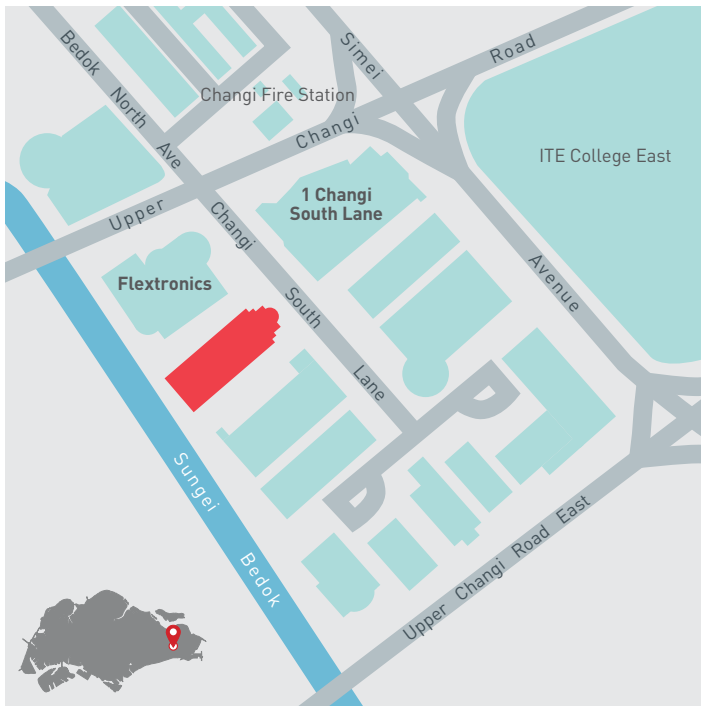 Simei
Road
Bedok North Ave
Changi Fire Station
Changi
ITE College East
1 Changi
South Lane
Upper
Changi
Flextronics
Avenue
South
Lane
Sungei
Bedok
Upper Changi Road East